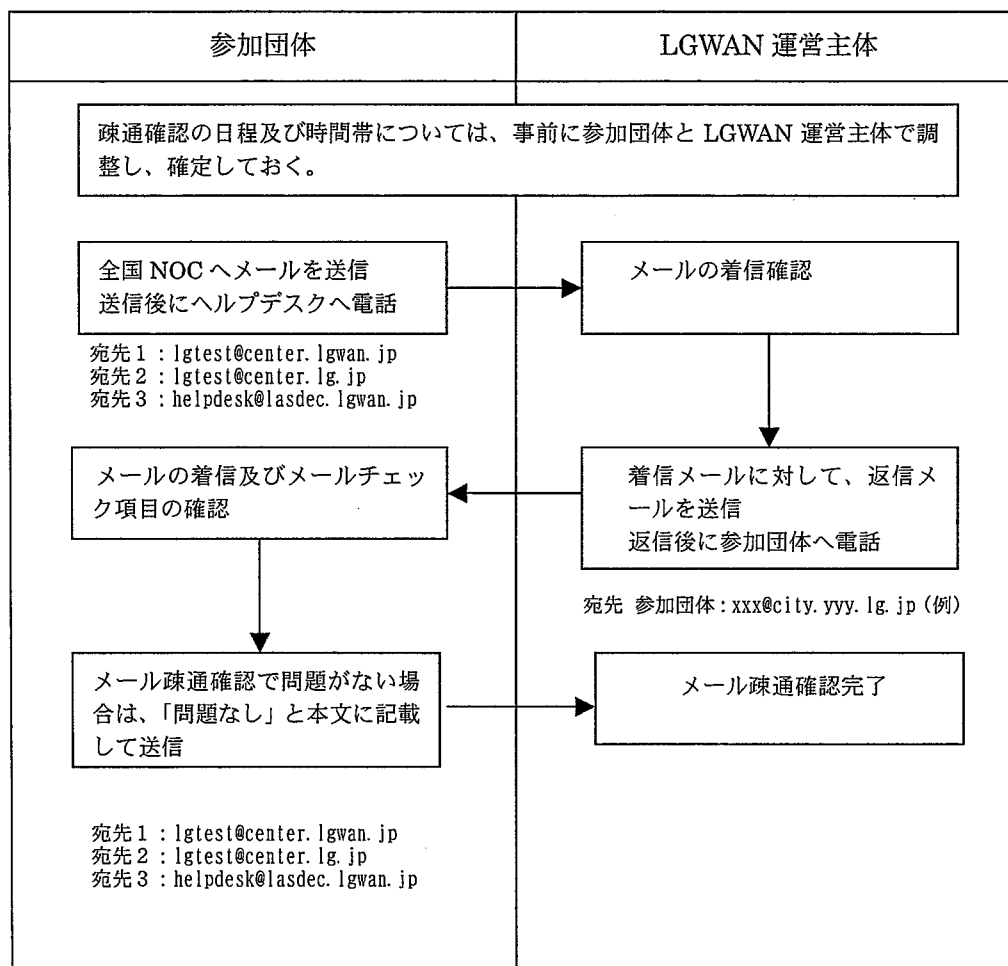 参加団体
LGWAN 運営主体
疎通確認の日程及び時間帯については、事前に参加団体と LGWAN 運営主体で調
整し、確定しておく。
全国 NOC へメールを送信
送信後にヘルプデスクへ電話
メールの着信確認
宛先1：lgtest@center.lgwan.jp
宛先2：lgtest@center.lg.jp
宛先3：helpdesk@lasdec.lgwan.jp
メールの着信及びメールチェッ
ク項目の確認
着信メールに対して、返信メ
ールを送信
返信後に参加団体へ電話
宛先 参加団体：xxx@city.yyy.lg.jp（例）
メール疎通確認で問題がない場
合は、「問題なし」と本文に記載
して送信
メール疎通確認完了
宛先1：lgtest@center.lgwan.jp
宛先2：lgtest@center.lg.jp
宛先3：helpdesk@lasdec.lgwan.jp